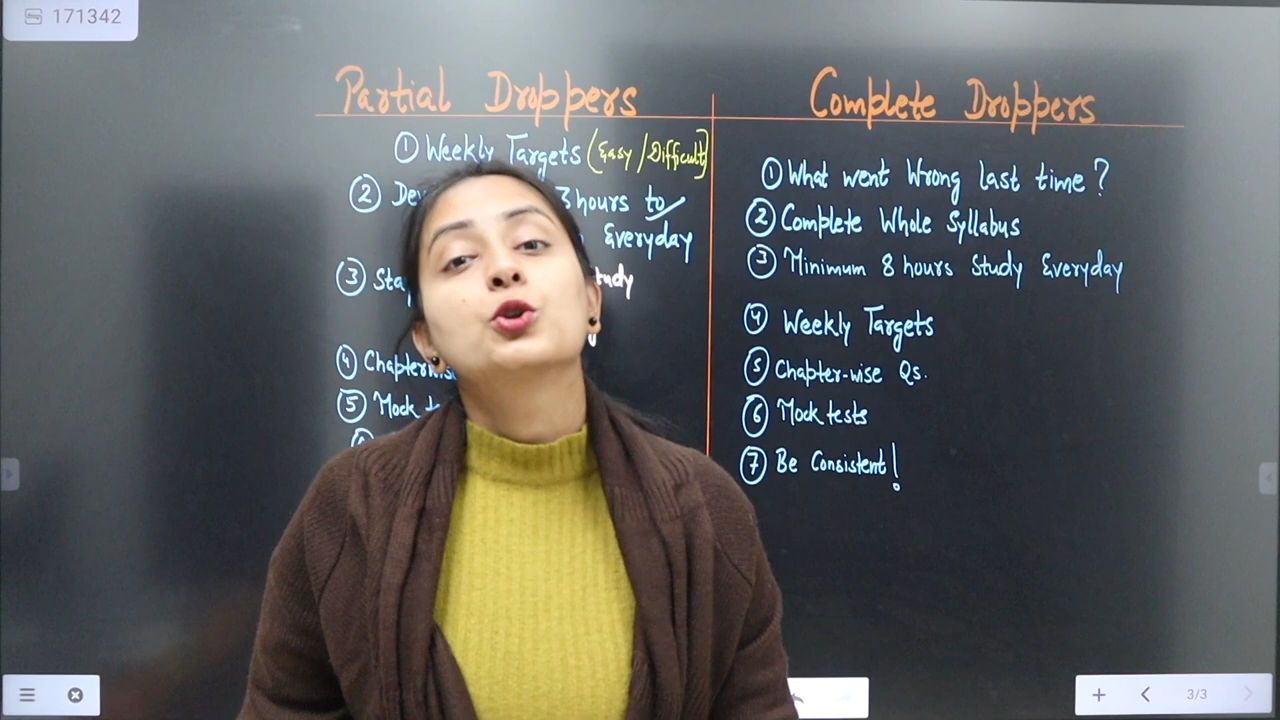 171342
Partial Droppers
① Weekly Targets (Easy/Difficult)
② 3 hours to
Everyday
③
④
⑤ Mock
Complete Droppers
① What went Wrong last time?
② Complete Whole Syllabus
③ Minimum 8 hours Study Everyday
④ Weekly Targets
⑤ Chapter-wise Qs.
⑥ Mock tests
⑦ Be Consistent!
3/3